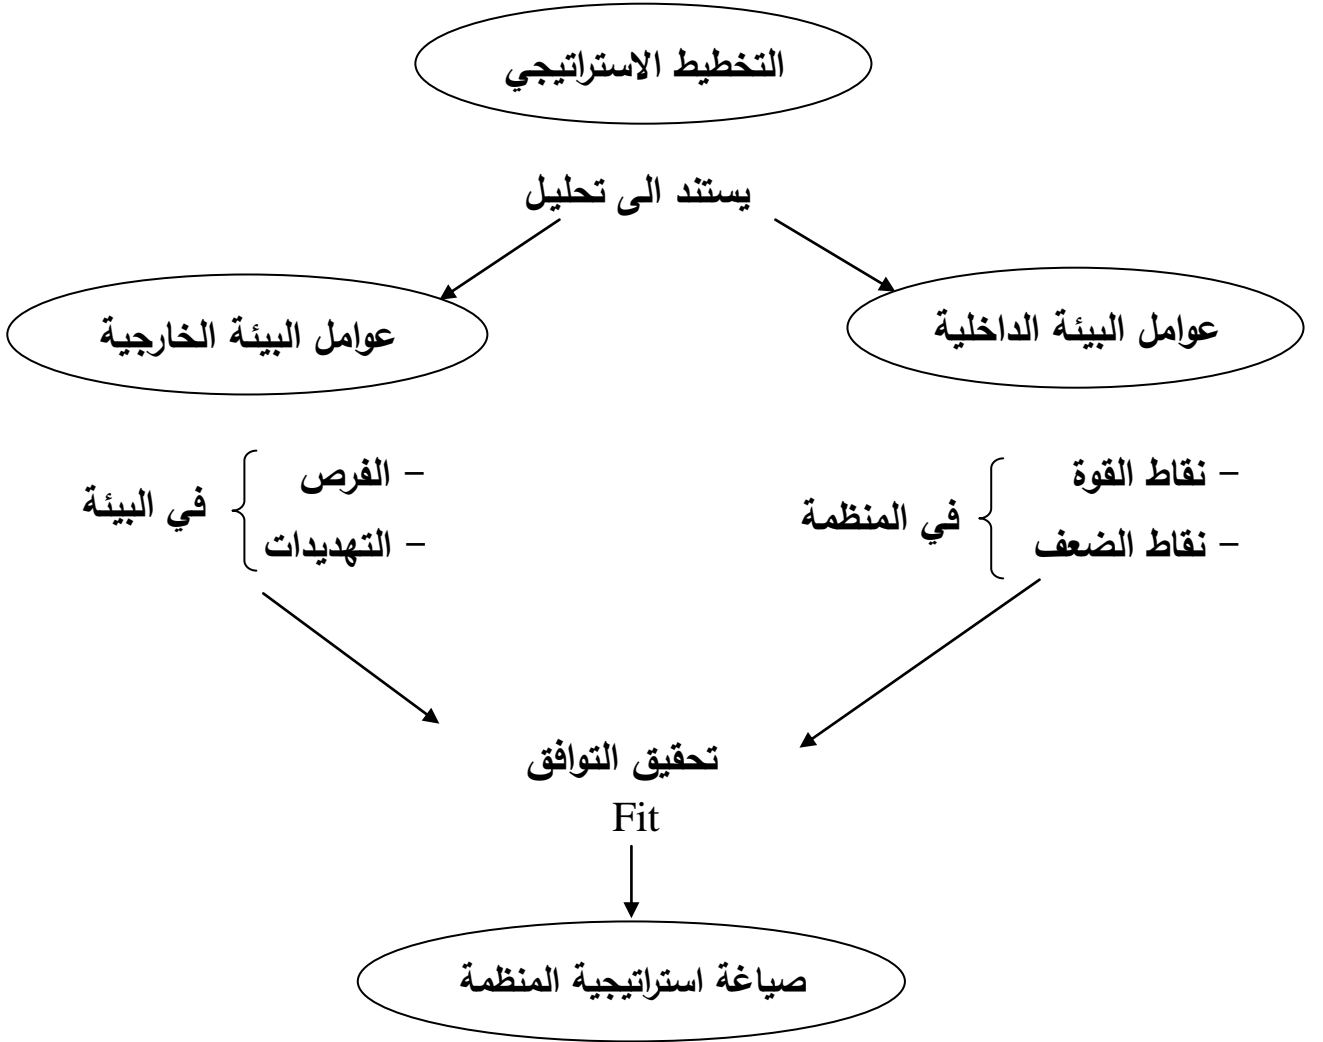 التخطيط الاستراتيجي
يستند الى تحليل
عوامل البيئة الداخلية
عوامل البيئة الخارجية
– نقاط القوة
– نقاط الضعف
في المنظمة
– الفرص
– التهديدات
في البيئة
تحقيق التوافق
Fit
صياغة استراتيجية المنظمة